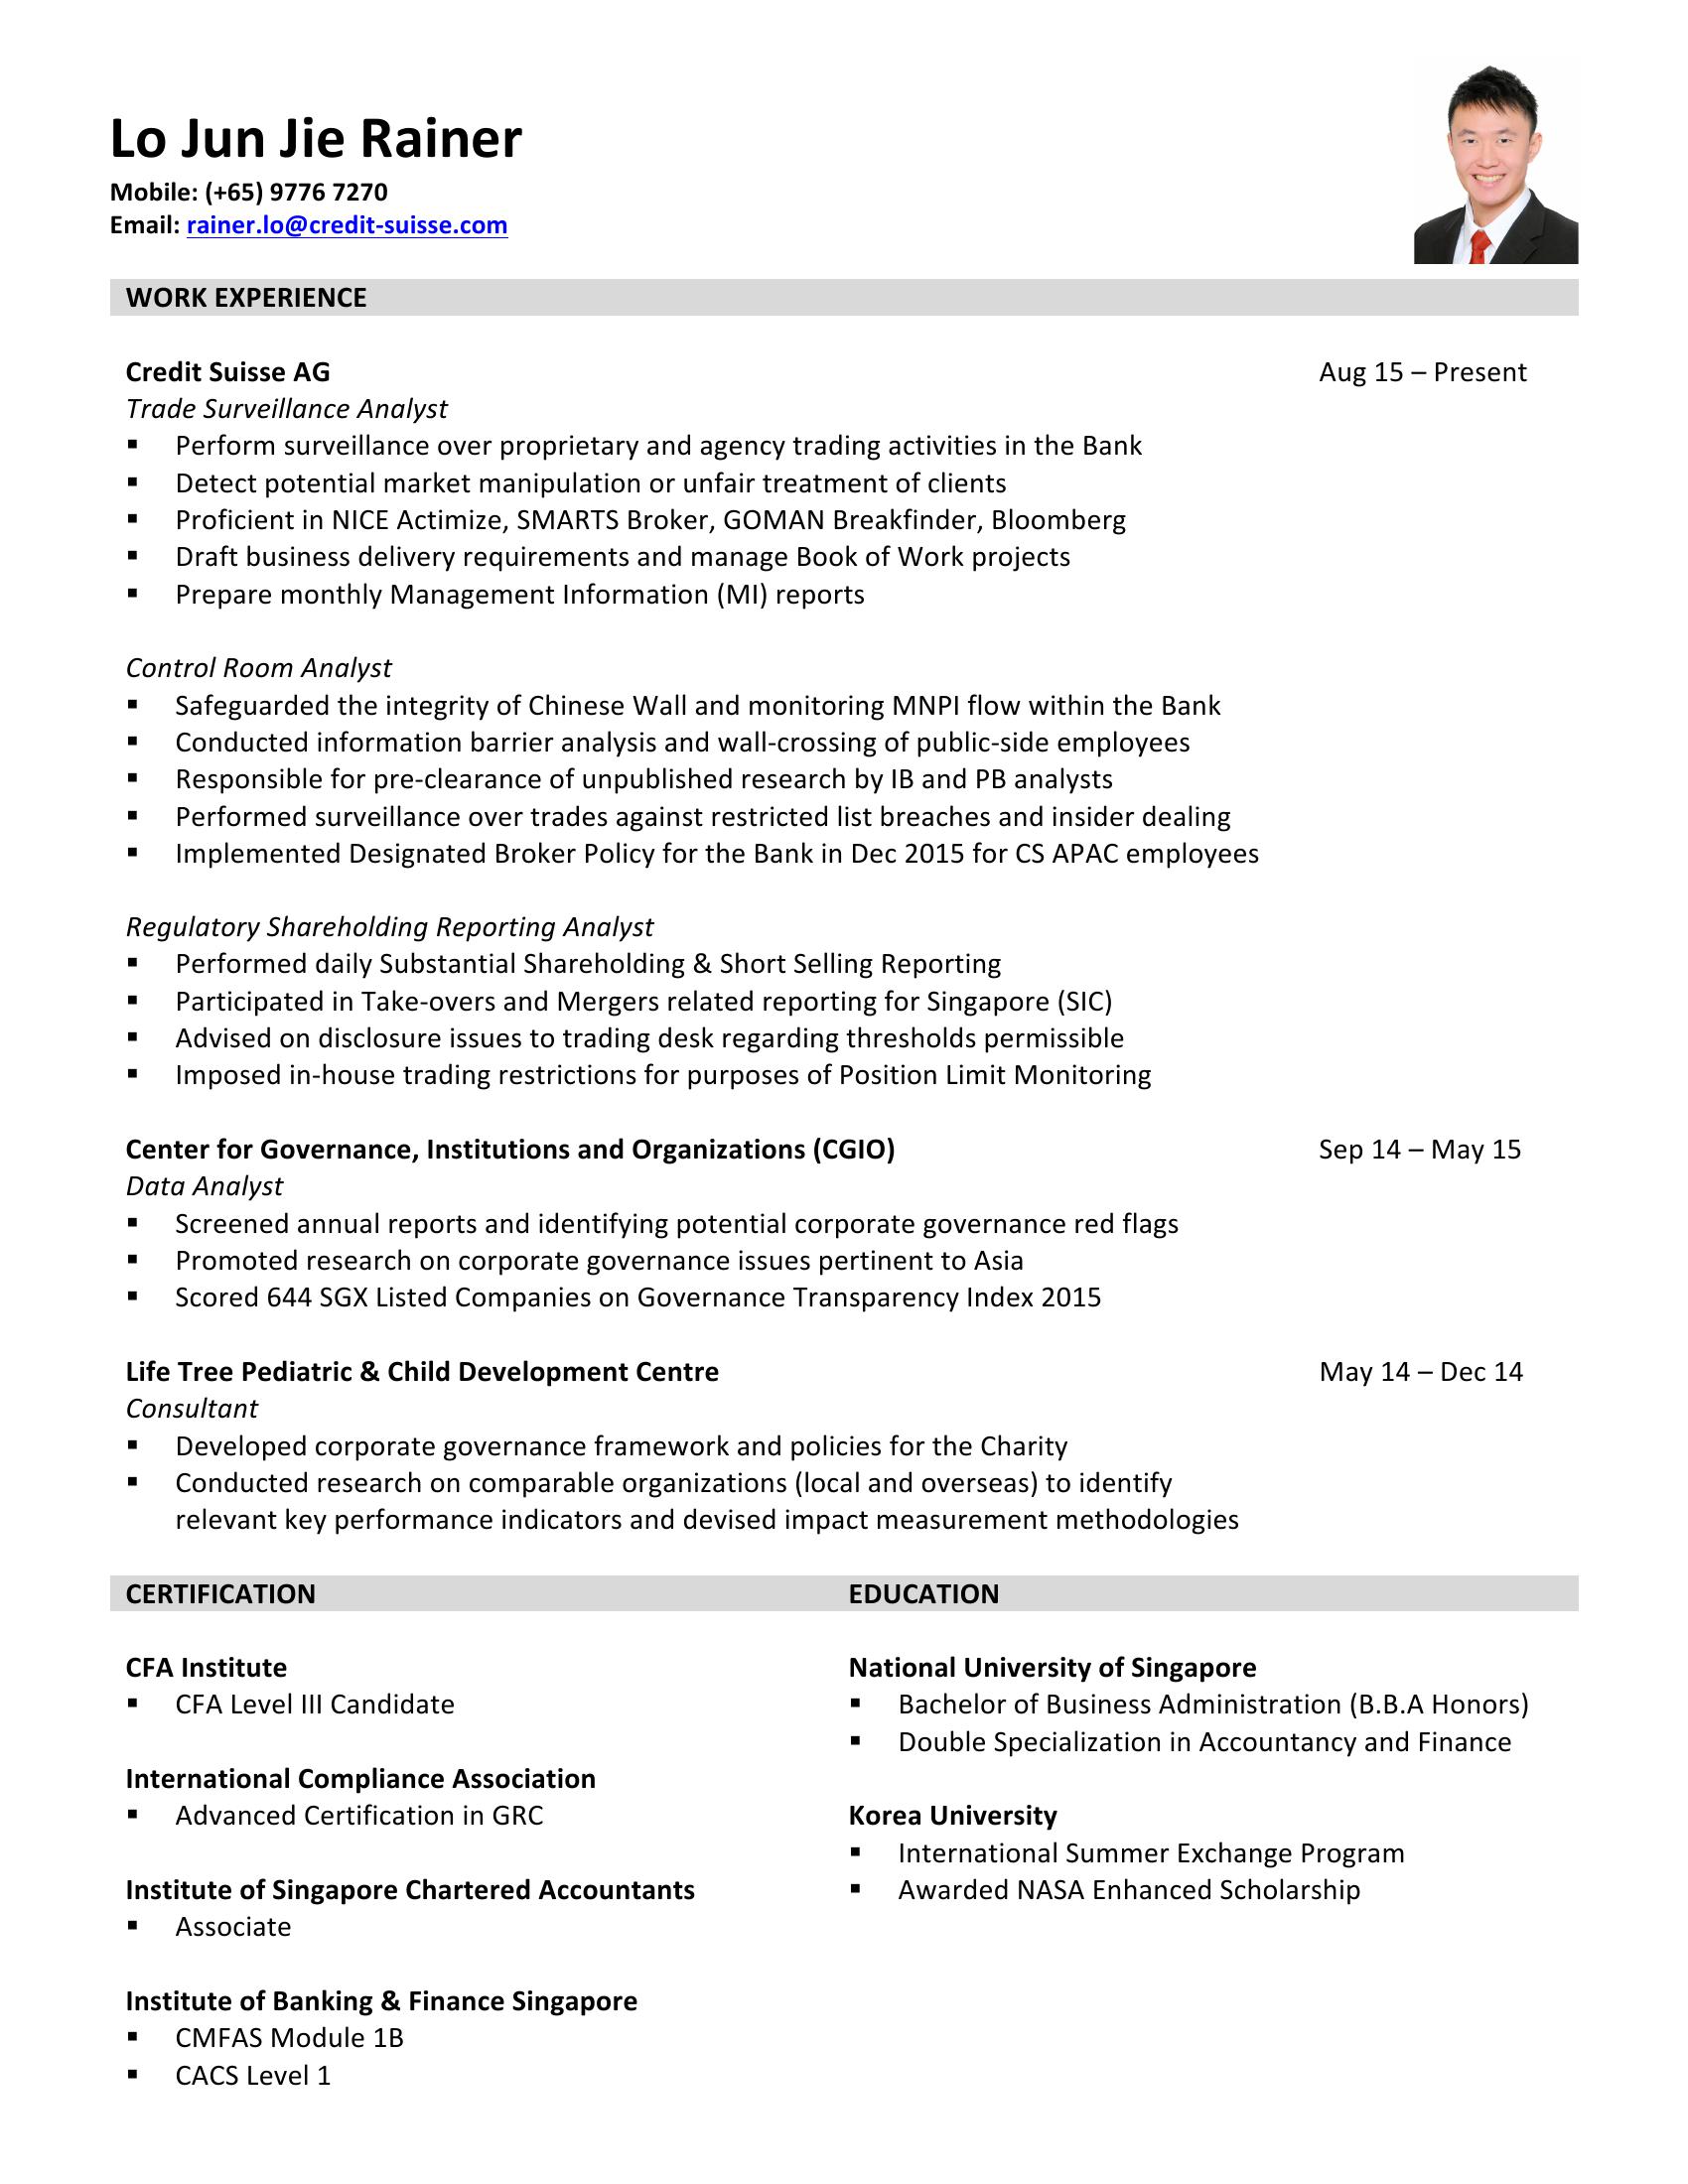 Lo Jun Jie Rainer
Mobile: (+65) 9776 7270
Email: rainer.lo@credit-suisse.com
WORK EXPERIENCE
Credit Suisse AG Aug 15 – Present
Trade Surveillance Analyst
▪ Perform surveillance over proprietary and agency trading activities in the Bank
▪ Detect potential market manipulation or unfair treatment of clients
▪ Proficient in NICE Actimize, SMARTS Broker, GOMAN Breakfinder, Bloomberg
▪ Draft business delivery requirements and manage Book of Work projects
▪ Prepare monthly Management Information (MI) reports
Control Room Analyst
▪ Safeguarded the integrity of Chinese Wall and monitoring MNPI flow within the Bank
▪ Conducted information barrier analysis and wall-crossing of public-side employees
▪ Responsible for pre-clearance of unpublished research by IB and PB analysts
▪ Performed surveillance over trades against restricted list breaches and insider dealing
▪ Implemented Designated Broker Policy for the Bank in Dec 2015 for CS APAC employees
Regulatory Shareholding Reporting Analyst
▪ Performed daily Substantial Shareholding & Short Selling Reporting
▪ Participated in Take-overs and Mergers related reporting for Singapore (SIC)
▪ Advised on disclosure issues to trading desk regarding thresholds permissible
▪ Imposed in-house trading restrictions for purposes of Position Limit Monitoring
Center for Governance, Institutions and Organizations (CGIO) Sep 14 – May 15
Data Analyst
▪ Screened annual reports and identifying potential corporate governance red flags
▪ Promoted research on corporate governance issues pertinent to Asia
▪ Scored 644 SGX Listed Companies on Governance Transparency Index 2015
Life Tree Pediatric & Child Development Centre May 14 – Dec 14
Consultant
▪ Developed corporate governance framework and policies for the Charity
▪ Conducted research on comparable organizations (local and overseas) to identify
relevant key performance indicators and devised impact measurement methodologies
CERTIFICATION
CFA Institute
▪ CFA Level III Candidate
International Compliance Association
▪ Advanced Certification in GRC
Institute of Singapore Chartered Accountants
▪ Associate
Institute of Banking & Finance Singapore
▪ CMFAS Module 1B
▪ CACS Level 1
EDUCATION
National University of Singapore
▪ Bachelor of Business Administration (B.B.A Honors)
▪ Double Specialization in Accountancy and Finance
Korea University
▪ International Summer Exchange Program
▪ Awarded NASA Enhanced Scholarship